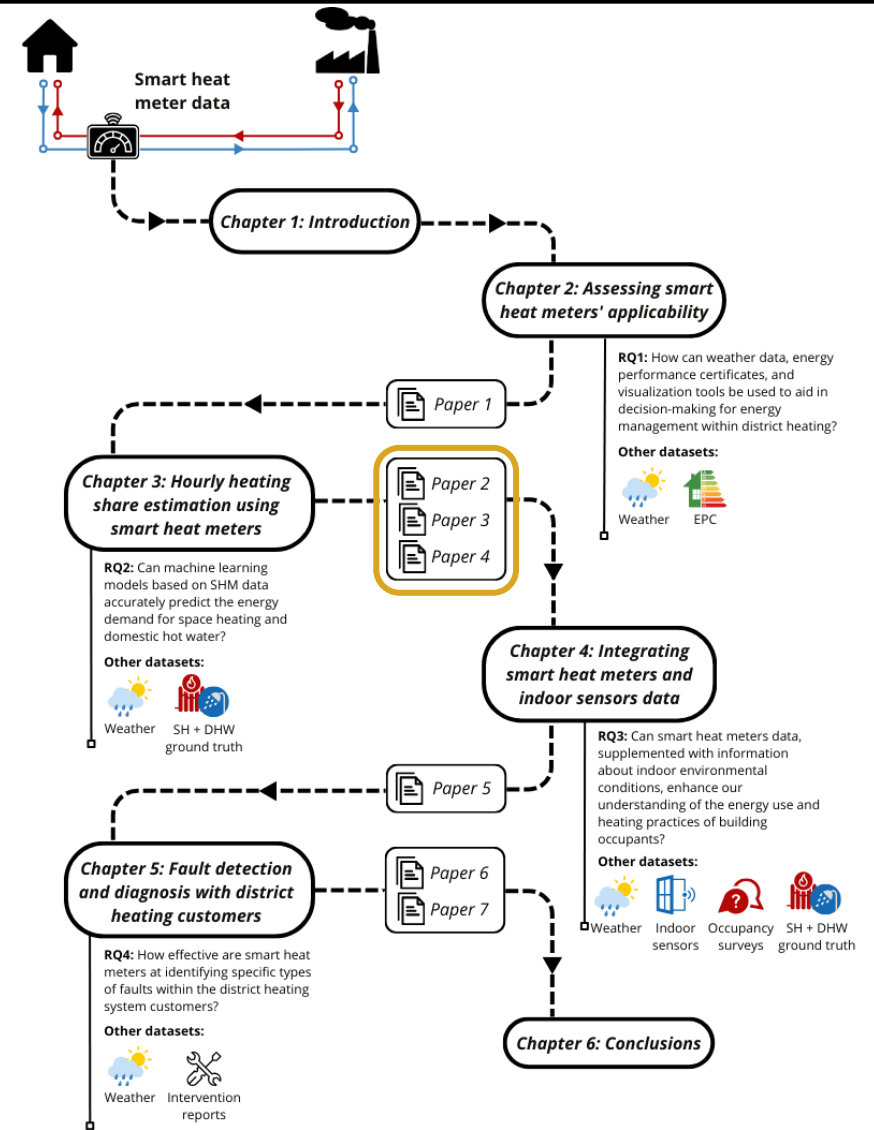 Smart heat
meter data
Chapter 1: Introduction
Chapter 2: Assessing smart
heat meters' applicability
RQ1: How can weather data, energy
performance certificates, and
visualization tools be used to aid in
decision-making for energy
management within district heating?
Other datasets:
Weather
EPC
Paper 1
Chapter 3: Hourly heating
share estimation using
smart heat meters
RQ2: Can machine learning
models based on SHM data
accurately predict the energy
demand for space heating and
domestic hot water?
Other datasets:
Weather
SH + DHW
ground truth
Paper 2
Paper 3
Paper 4
Chapter 4: Integrating
smart heat meters and
indoor sensors data
RQ3: Can smart heat meters data,
supplemented with information
about indoor environmental
conditions, enhance our
understanding of the energy use and
heating practices of building
occupants?
Other datasets:
Weather
Indoor
sensors
?
Occupancy
surveys
SH + DHW
ground truth
Paper 5
Chapter 5: Fault detection
and diagnosis with district
heating customers
RQ4: How effective are smart heat
meters at identifying specific types
of faults within the district heating
system customers?
Other datasets:
Weather
Intervention
reports
Paper 6
Paper 7
Chapter 6: Conclusions